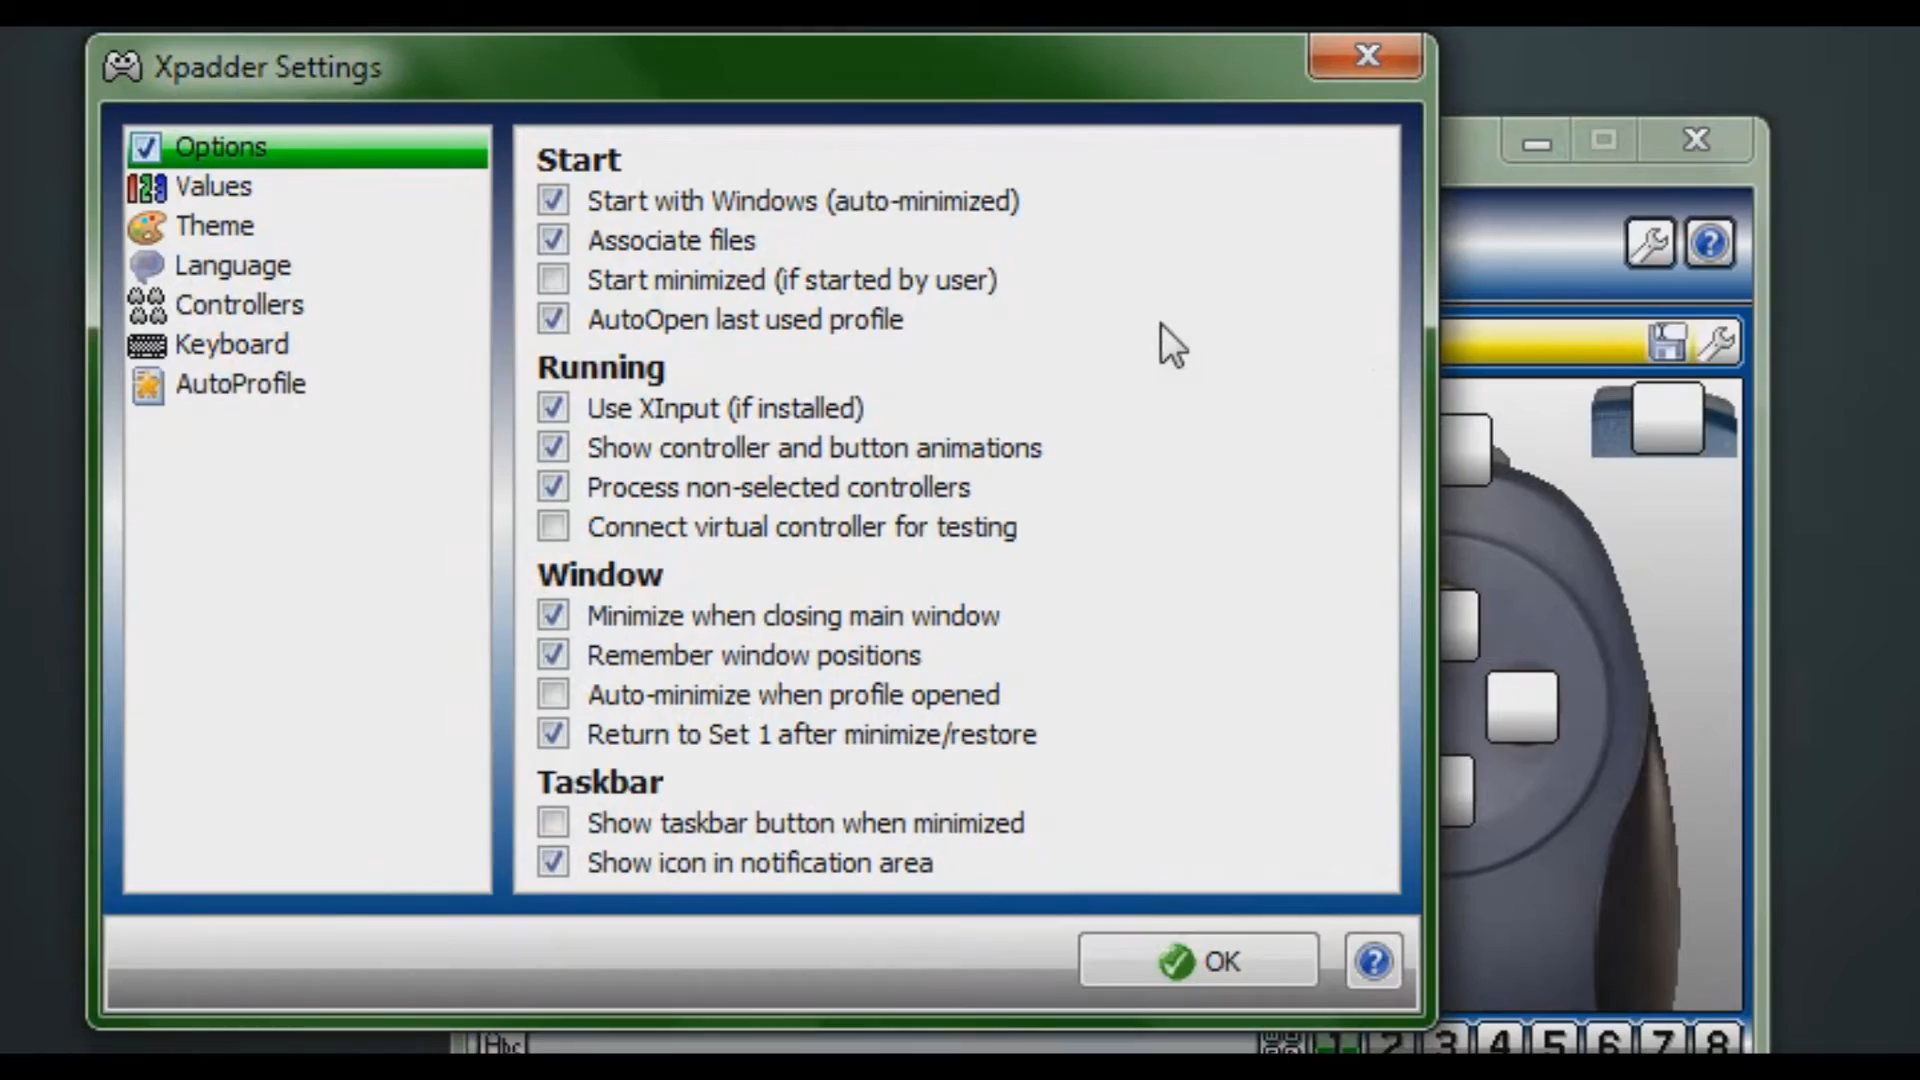 Xpadder Settings
Options
Values
Theme
Language
Controllers
Keyboard
AutoProfile
Start
Start with Windows (auto-minimized)
Associate files
Start minimized (if started by user)
AutoOpen last used profile
Running
Use XInput (if installed)
Show controller and button animations
Process non-selected controllers
Connect virtual controller for testing
Window
Minimize when closing main window
Remember window positions
Auto-minimize when profile opened
Return to Set 1 after minimize/restore
Taskbar
Show taskbar button when minimized
Show icon in notification area
OK
Abc
1 2 3 4 5 6 7 8